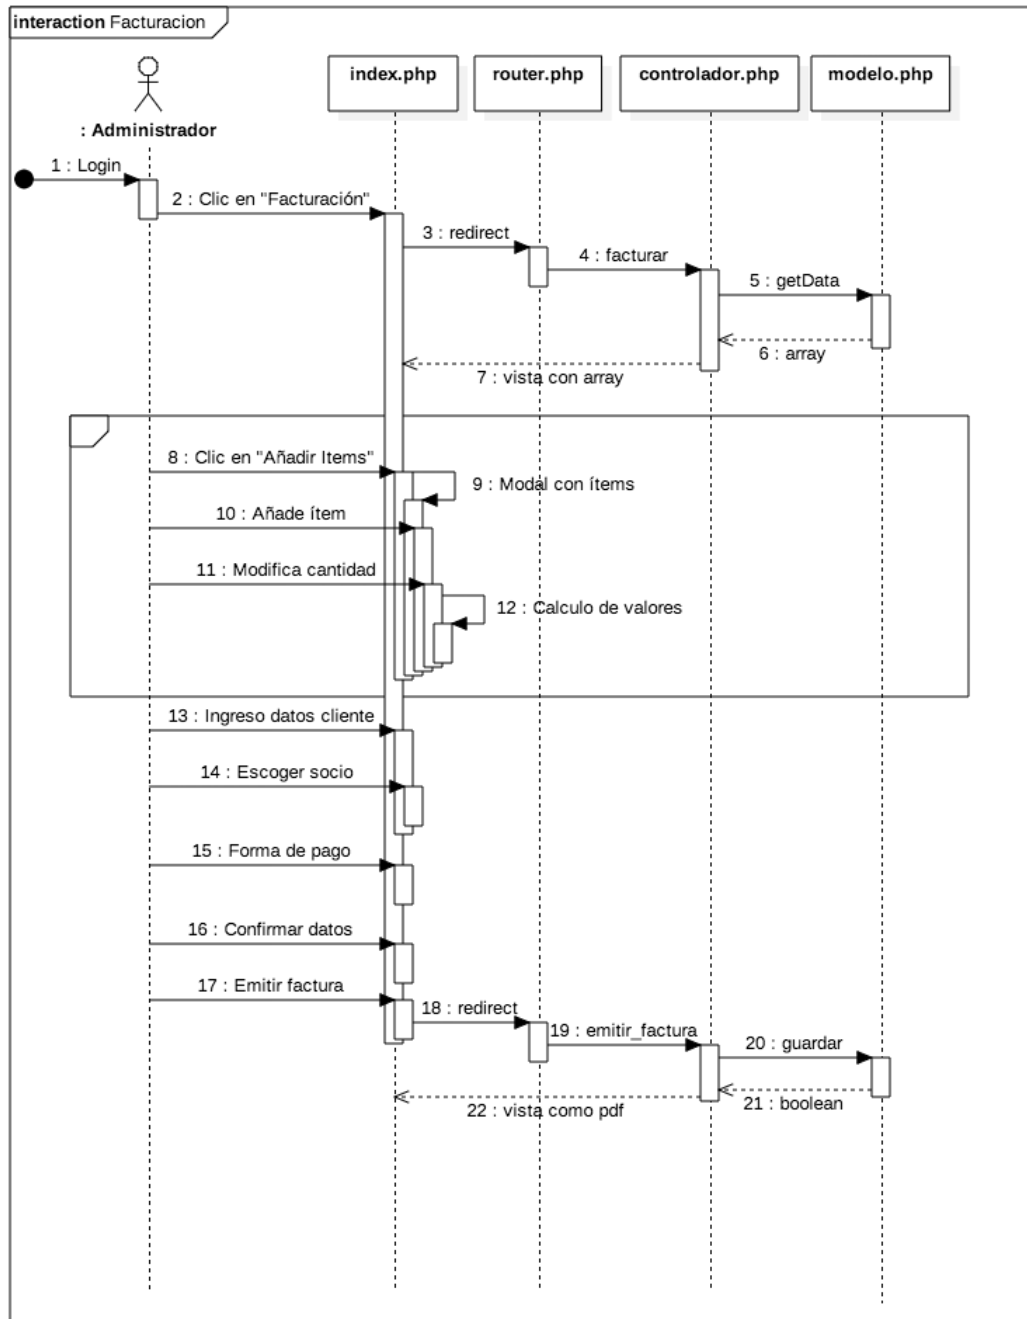 interaction Facturacion
index.php
router.php
controlador.php
modelo.php
: Administrador
1 : Login
2 : Clic en "Facturación"
3 : redirect
4 : facturar
5 : getData
6 : array
7 : vista con array
8 : Clic en "Añadir Items"
9 : Modal con ítems
10 : Añade ítem
11 : Modifica cantidad
12 : Calculo de valores
13 : Ingreso datos cliente
14 : Escoger socio
15 : Forma de pago
16 : Confirmar datos
17 : Emitir factura
18 : redirect
19 : emitir_factura
20 : guardar
21 : boolean
22 : vista como pdf